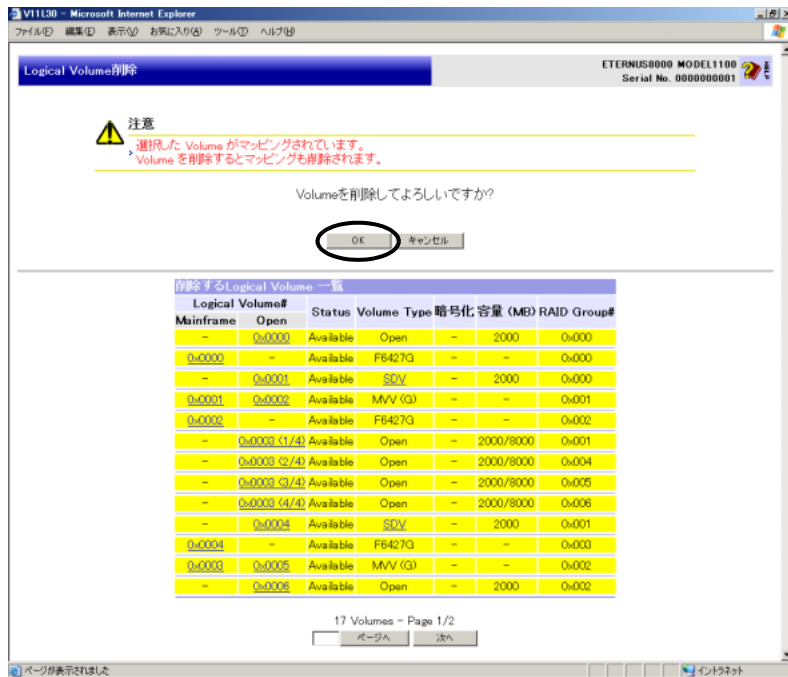 V11L30 - Microsoft Internet Explorer
ファイル(F) 編集(E) 表示(V) お気に入り(A) ツール(T) ヘルプ(H)
Logical Volume削除
ETERNUS8000 MODEL1100
Serial No. 0000000001
HELP
注意
選択した Volume がマッピングされています。
Volume を削除するとマッピングも削除されます。
Volumeを削除してよろしいですか?
OK キャンセル
削除するLogical Volume 一覧
Logical Volume# Status Volume Type 暗号化 容量 (MB) RAID Group#
Mainframe Open
- 0x0000 Available Open - 2000 0x000
0x0000 - Available F6427G - - 0x000
- 0x0001 Available SDV - 2000 0x000
0x0001 0x0002 Available MVV (G) - - 0x001
0x0002 - Available F6427G - - 0x002
- 0x0003 (1/4) Available Open - 2000/8000 0x001
- 0x0003 (2/4) Available Open - 2000/8000 0x004
- 0x0003 (3/4) Available Open - 2000/8000 0x005
- 0x0003 (4/4) Available Open - 2000/8000 0x006
- 0x0004 Available SDV - 2000 0x001
0x0004 - Available F6427G - - 0x003
0x0003 0x0005 Available MVV (G) - - 0x002
- 0x0006 Available Open - 2000 0x002
17 Volumes - Page 1/2
ページへ 次へ
ページが表示されました イントラネット